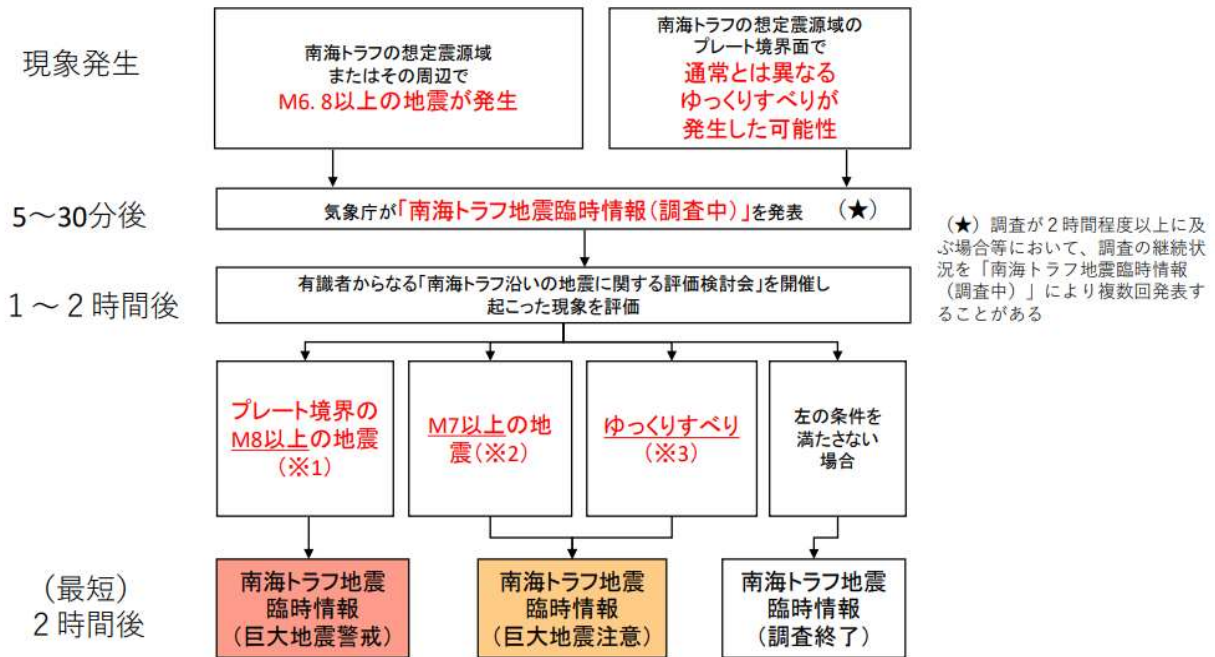 現象発生
南海トラフの想定震源域
またはその周辺で
M6.8以上の地震が発生
南海トラフの想定震源域の
プレート境界面で
通常とは異なる
ゆっくりすべりが
発生した可能性
5～30分後
気象庁が「南海トラフ地震臨時情報(調査中)」を発表 (★)
(★)調査が2時間程度以上に及
ぶ場合等において、調査の継続状
況を「南海トラフ地震臨時情報
(調査中)」により複数回発表す
ることがある
1～2時間後
有識者からなる「南海トラフ沿いの地震に関する評価検討会」を開催し
起こった現象を評価
プレート境界の
M8以上の地震
(※1)
M7以上の地
震(※2)
ゆっくりすべり
(※3)
左の条件を
満たさない
場合
(最短)
2時間後
南海トラフ地震
臨時情報
(巨大地震警戒)
南海トラフ地震
臨時情報
(巨大地震注意)
南海トラフ地震
臨時情報
(調査終了)